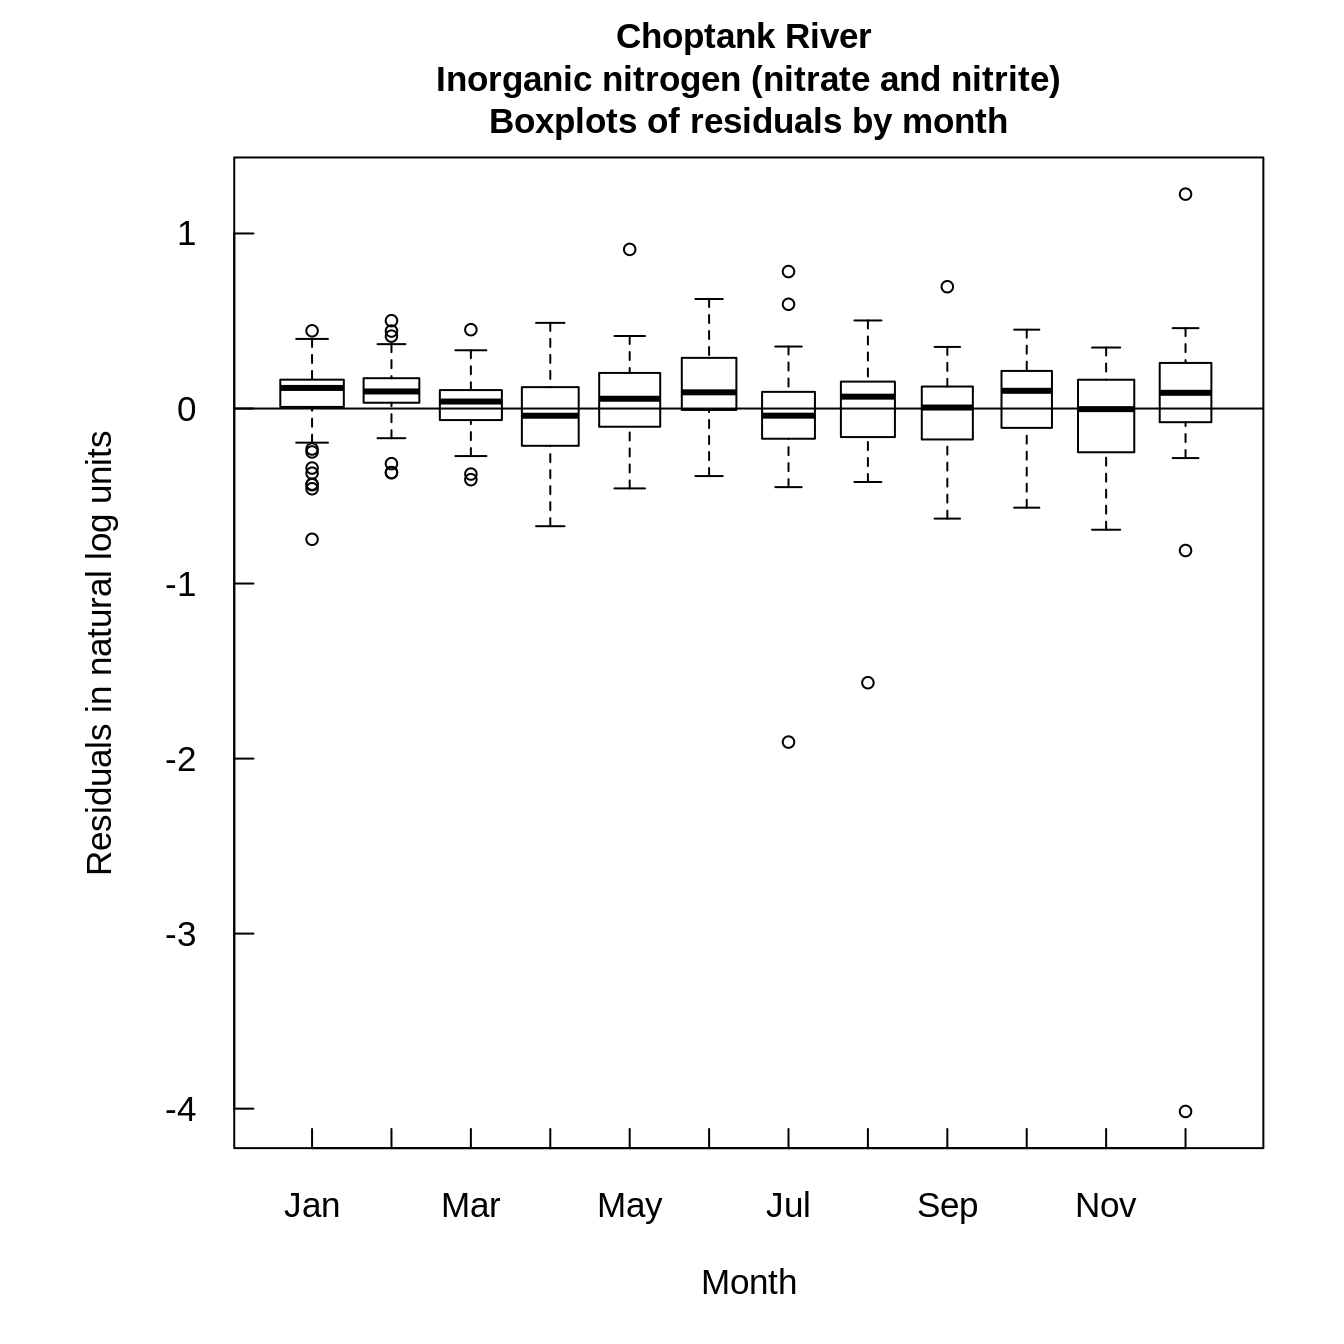 Choptank River
Inorganic nitrogen (nitrate and nitrite)
Boxplots of residuals by month
1
0
-1
-2
-3
-4
Residuals in natural log units
Jan Mar May Jul Sep Nov
Month